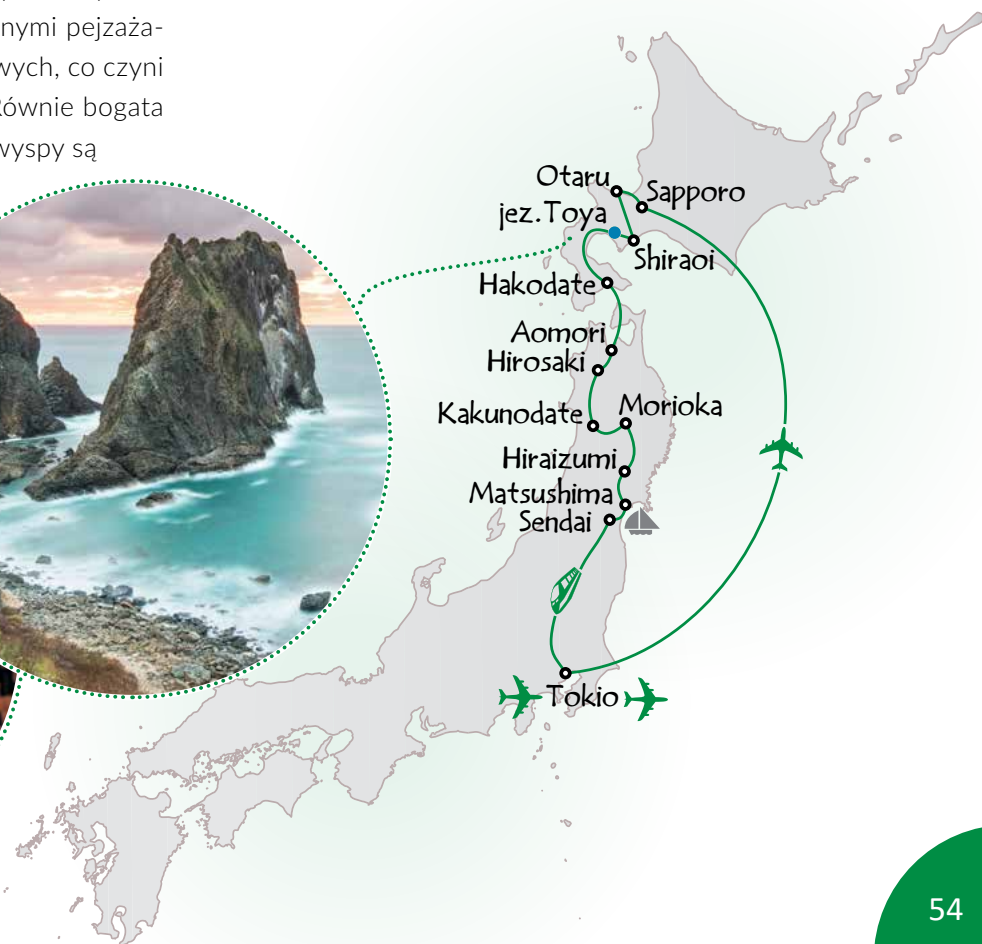 nymi pejzaża-
wych, co czyni
Równie bogata
wyspy są
Otaru
Sapporo
jez.Toya
Shiraoi
Hakodate
Aomori
Hirosaki
Kakunodate
Morioka
Hiraizumi
Matsushima
Sendai
Tokio
54